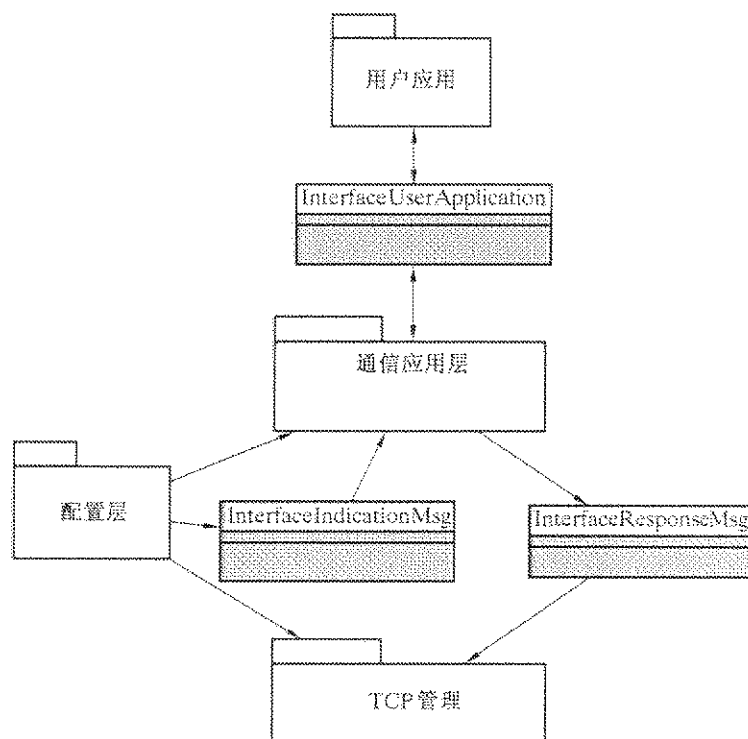 用户应用
InterfaceUserApplication
通信应用层
配置层
InterfaceIndicationMsg
InterfaceResponseMsg
TCP管理